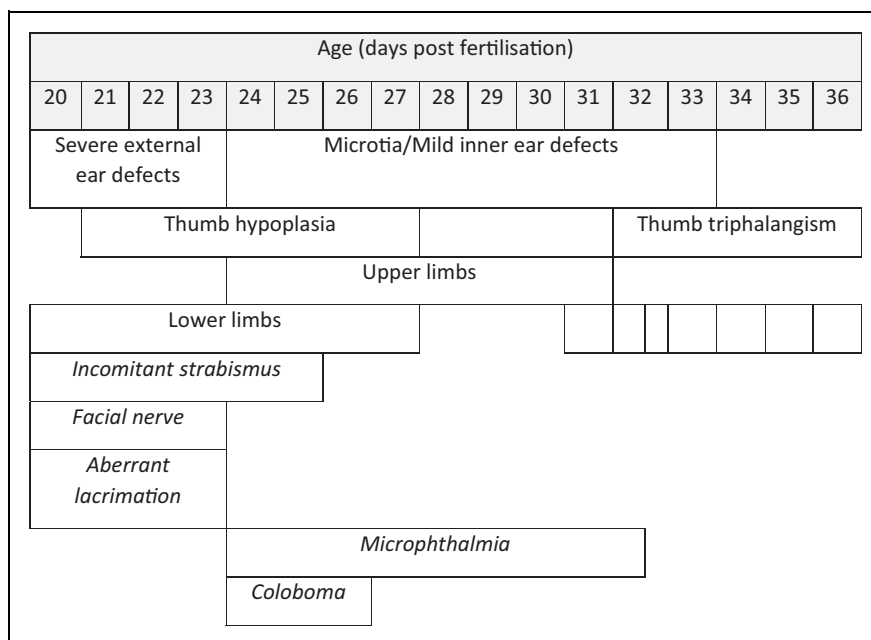 Age (days post fertilisation)
20 21 22 23 24 25 26 27 28 29 30 31 32 33 34 35 36
Severe external
ear defects
Microtia/Mild inner ear defects
Thumb hypoplasia
Thumb triphalangism
Upper limbs
Lower limbs
Incomitant strabismus
Facial nerve
Aberrant
lacrimation
Microphthalmia
Coloboma